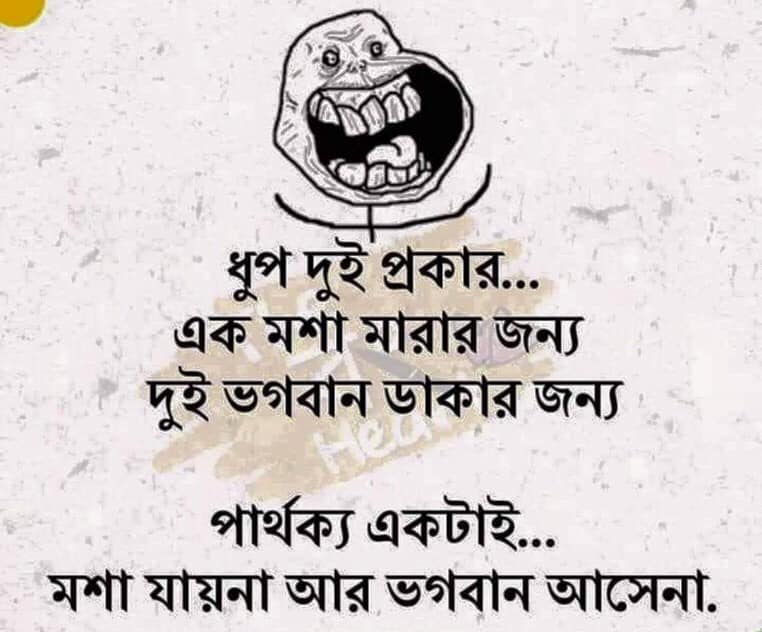 ধুপ দুই প্রকার...
এক মশা মারার জন্য
দুই ভগবান ডাকার জন্য
পার্থক্য একটাই...
মশা যায়না আর ভগবান আসেনা.